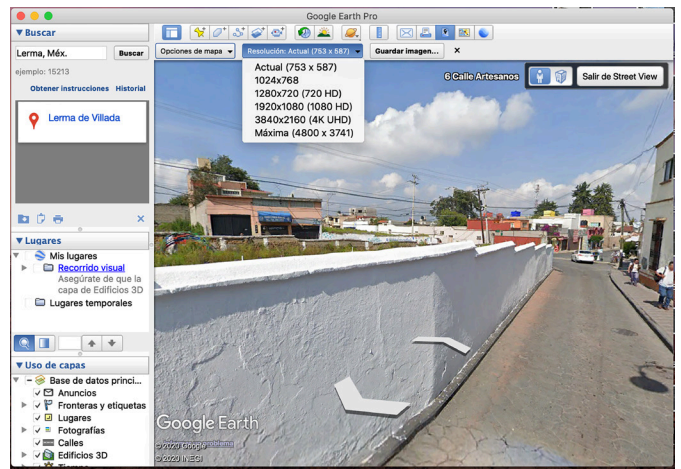 Google Earth Pro
Buscar
Lerma, Méx.
Buscar
ejemplo: 15213
Obtener instrucciones Historial
Lerma de Villada
Lugares
Mis lugares
Recorrido visual
Asegúrate de que la
capa de Edificios 3D
Lugares temporales
Uso de capas
Base de datos princi...
Anuncios
Fronteras y etiquetas
Lugares
Fotografías
Calles
Edificios 3D
Tiempo
Opciones de mapa
Resolución: Actual (753 x 587)
Guardar imagen...
Actual (753 x 587)
1024x768
1280x720 (720 HD)
1920x1080 (1080 HD)
3840x2160 (4K UHD)
Máxima (4800 x 3741)
6 Calle Artesanos
Salir de Street View
Google Earth
© 2020 Google
© 2020 INEGI